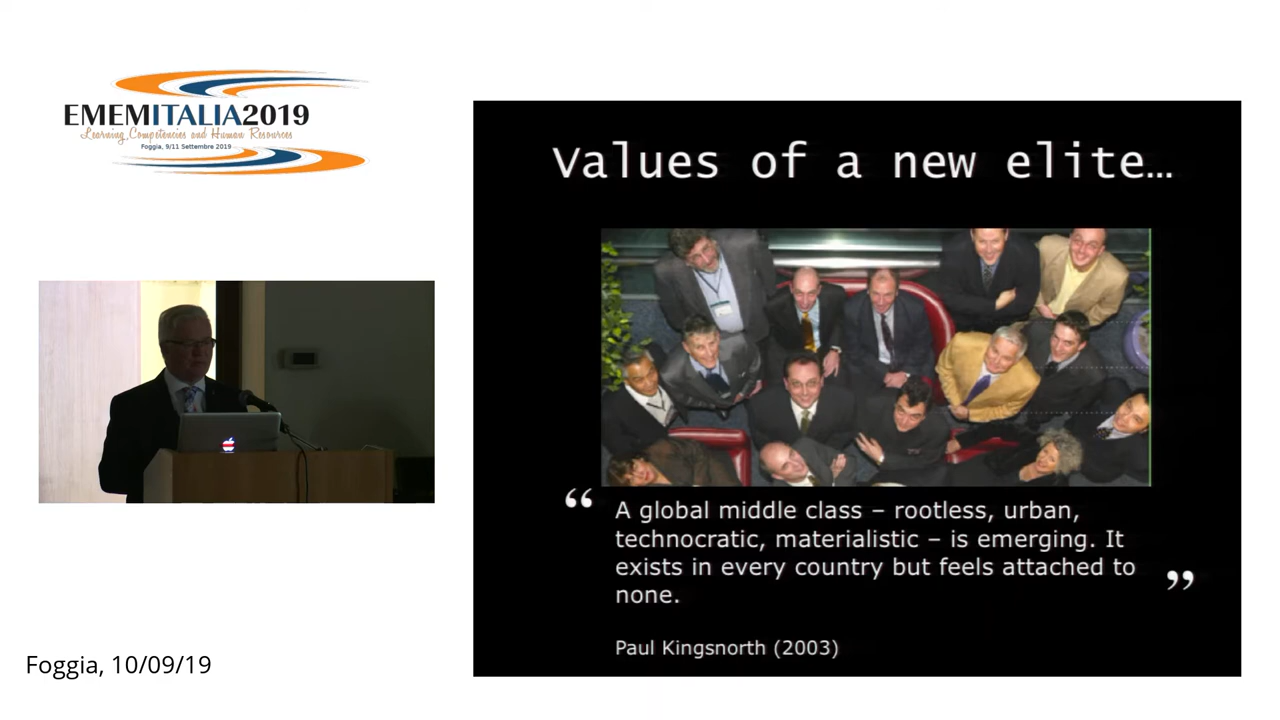 EMEMITALIA2019
Learning, Competencies and Human Resources
Foggia, 9/11 Settembre 2019
Values of a new elite…
“ A global middle class – rootless, urban,
technocratic, materialistic – is emerging. It
exists in every country but feels attached to
none. ”
Paul Kingsnorth (2003)
Foggia, 10/09/19